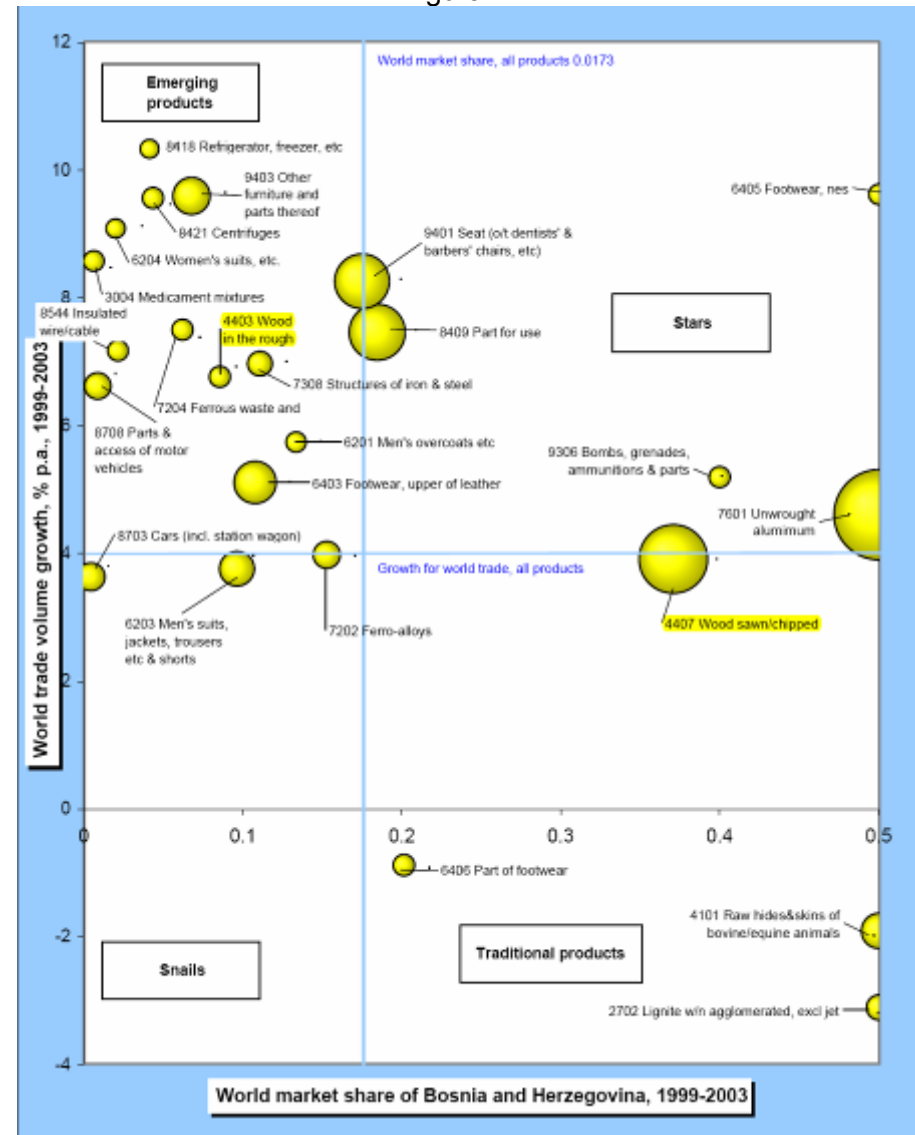 12
World market share, all products 0.0173
Emerging
products
8418 Refrigerator, freezer, etc
10
9403 Other
furniture and
parts thereof
6405 Footwear, nes
8421 Centrifuges
9401 Seat (o/t dentists' &
barbers' chairs, etc)
6204 Women's suits, etc.
3004 Medicament mixtures
8
8544 Insulated
wire/cable
4403 Wood
in the rough
8409 Part for use
Stars
7308 Structures of iron & steel
7204 Ferrous waste and
6
8708 Parts &
access of motor
vehicles
6201 Men's overcoats etc
9306 Bombs, grenades,
ammunitions & parts
6403 Footwear, upper of leather
7601 Unwrought
alumimum
8703 Cars (incl. station wagon)
4
Growth for world trade, all products
6203 Men's suits,
jackets, trousers
etc & shorts
7202 Ferro-alloys
4407 Wood sawn/chipped
2
World trade volume growth, % p.a., 1999-2003
0
0 0.1 0.2 0.3 0.4 0.5
6406 Part of footwear
4101 Raw hides&skins of
bovine/equine animals
-2
Snails
Traditional products
2702 Lignite w/n agglomerated, excl jet
-4
World market share of Bosnia and Herzegovina, 1999-2003